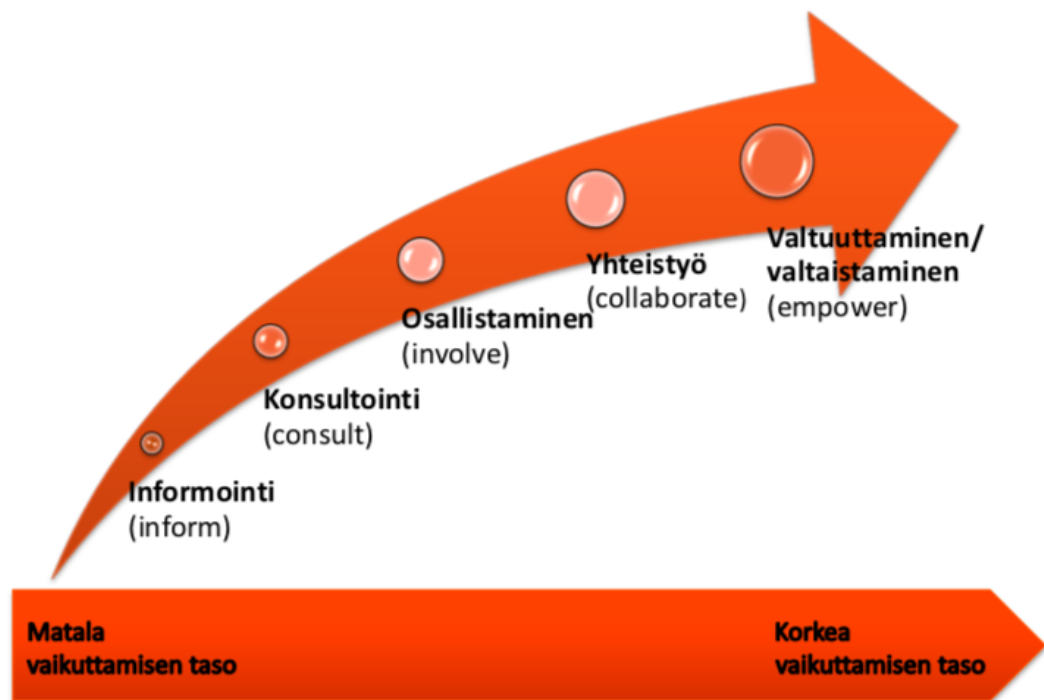 Valtuuttaminen/
valtaistaminen
(empower)
Yhteistyö
(collaborate)
Osallistaminen
(involve)
Konsultointi
(consult)
Informointi
(inform)
Matala
vaikuttamisen taso
Korkea
vaikuttamisen taso